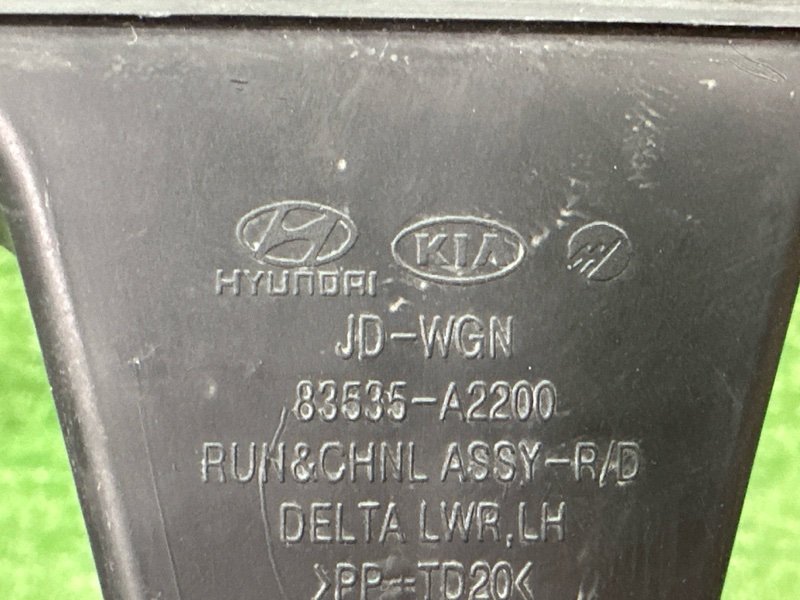 HYUNDAI KIA
JD-WGN
83535-A2200
RUN&CHNL ASSY-R/D
DELTA LWR,LH
>PP-TD20<